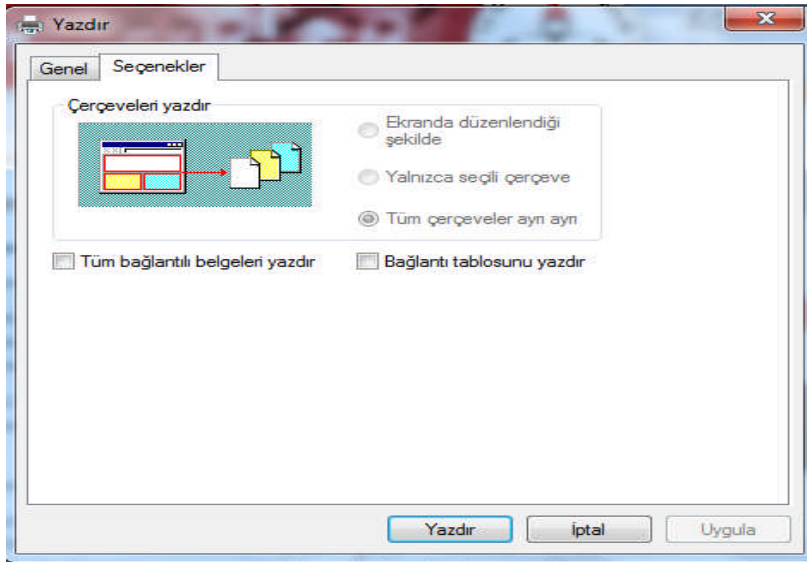 Yazdır
Genel
Seçenekler
Çerçeveleri yazdır
Ekranda düzenlendiği
şekilde
Yalnızca seçili çerçeve
Tüm çerçeveler ayrı ayrı
Tüm bağlantılı belgeleri yazdır
Bağlantı tablosunu yazdır
Yazdır
İptal
Uygula